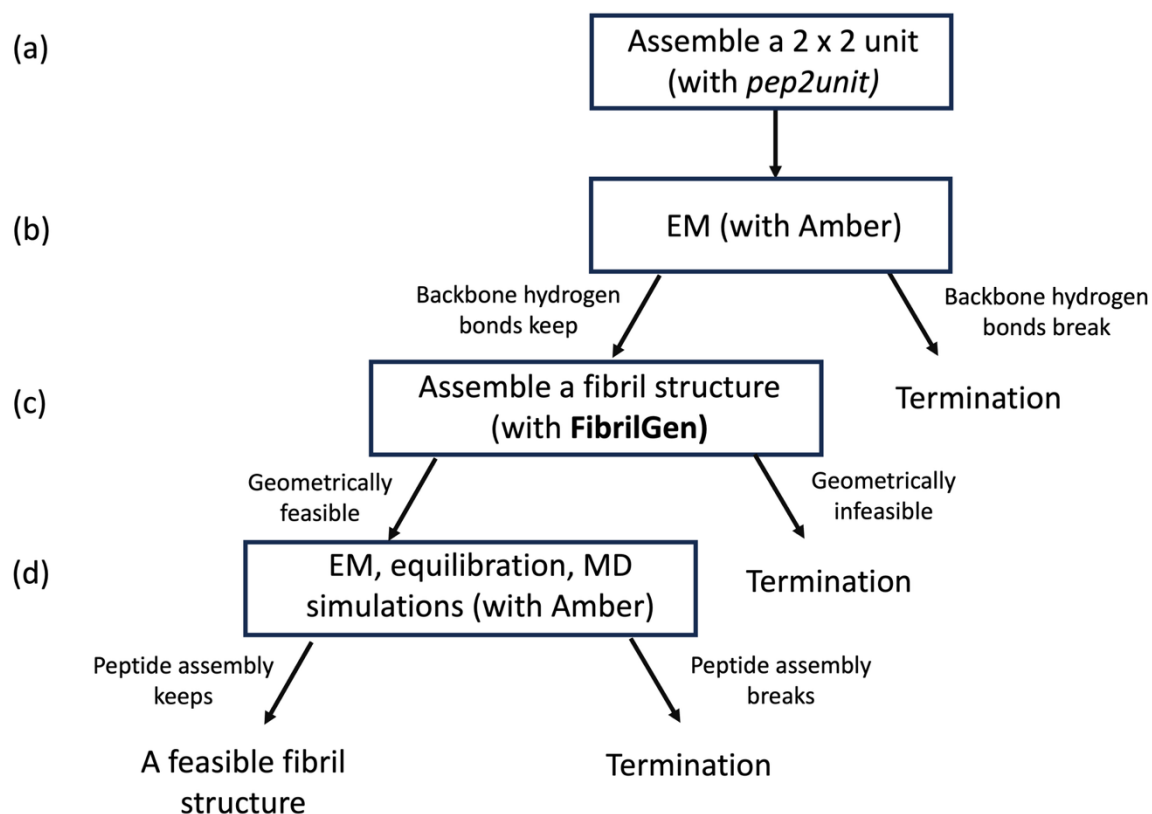 (a)
Assemble a 2 x 2 unit
(with pep2unit)
(b)
EM (with Amber)
Backbone hydrogen
bonds keep
Backbone hydrogen
bonds break
(c)
Assemble a fibril structure
(with FibrilGen)
Termination
Geometrically
feasible
Geometrically
infeasible
(d)
EM, equilibration, MD
simulations (with Amber)
Termination
Peptide assembly
keeps
Peptide assembly
breaks
A feasible fibril
structure
Termination